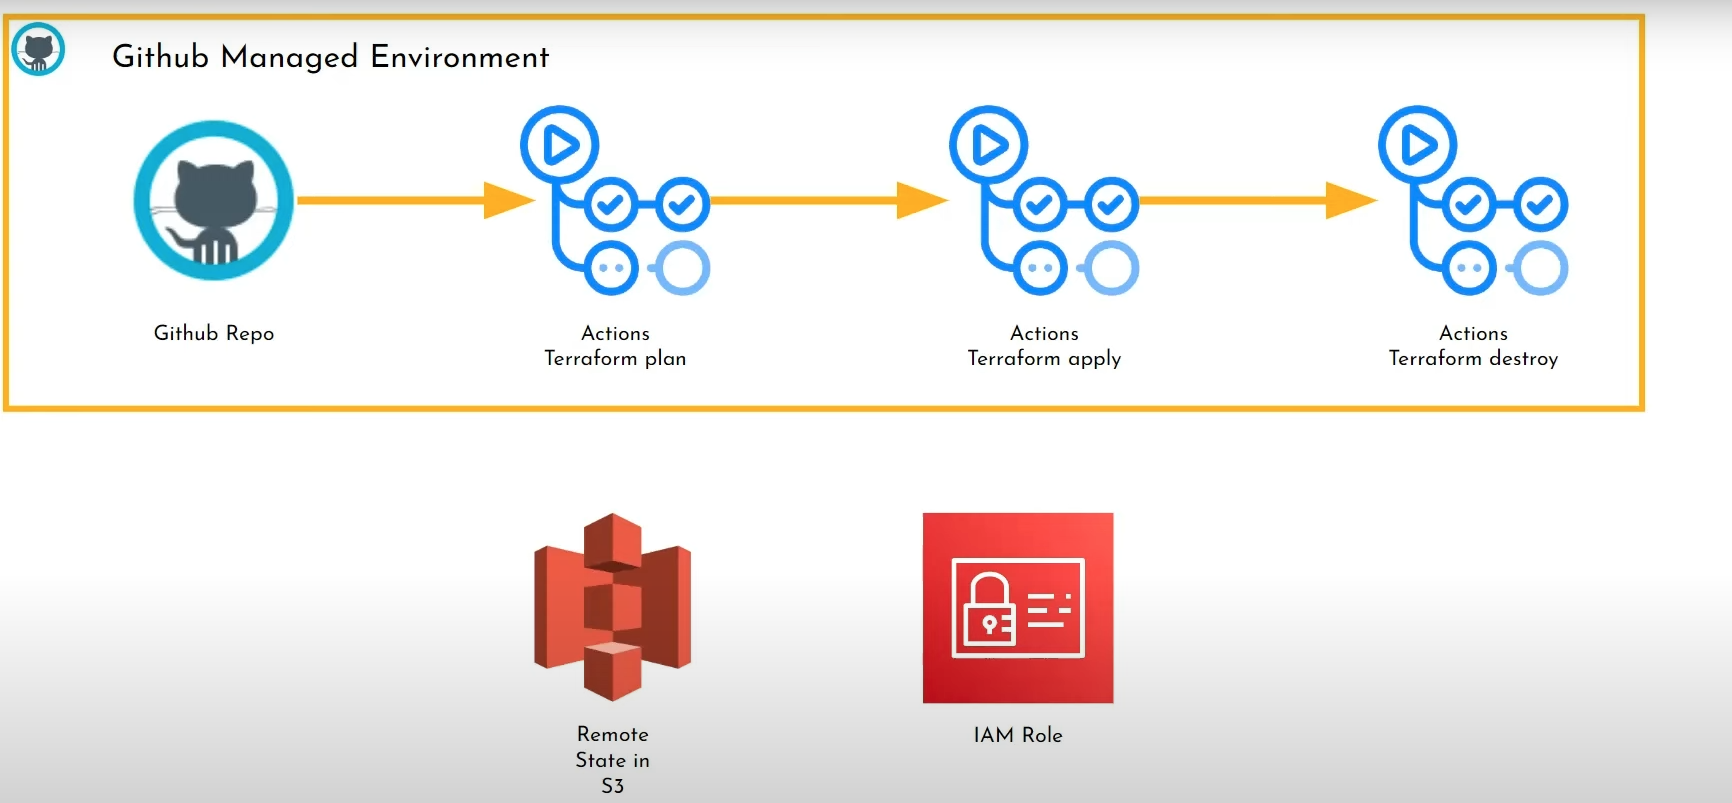 Github Managed Environment
Github Repo
Actions
Terraform plan
Actions
Terraform apply
Actions
Terraform destroy
Remote
State in
S3
IAM Role